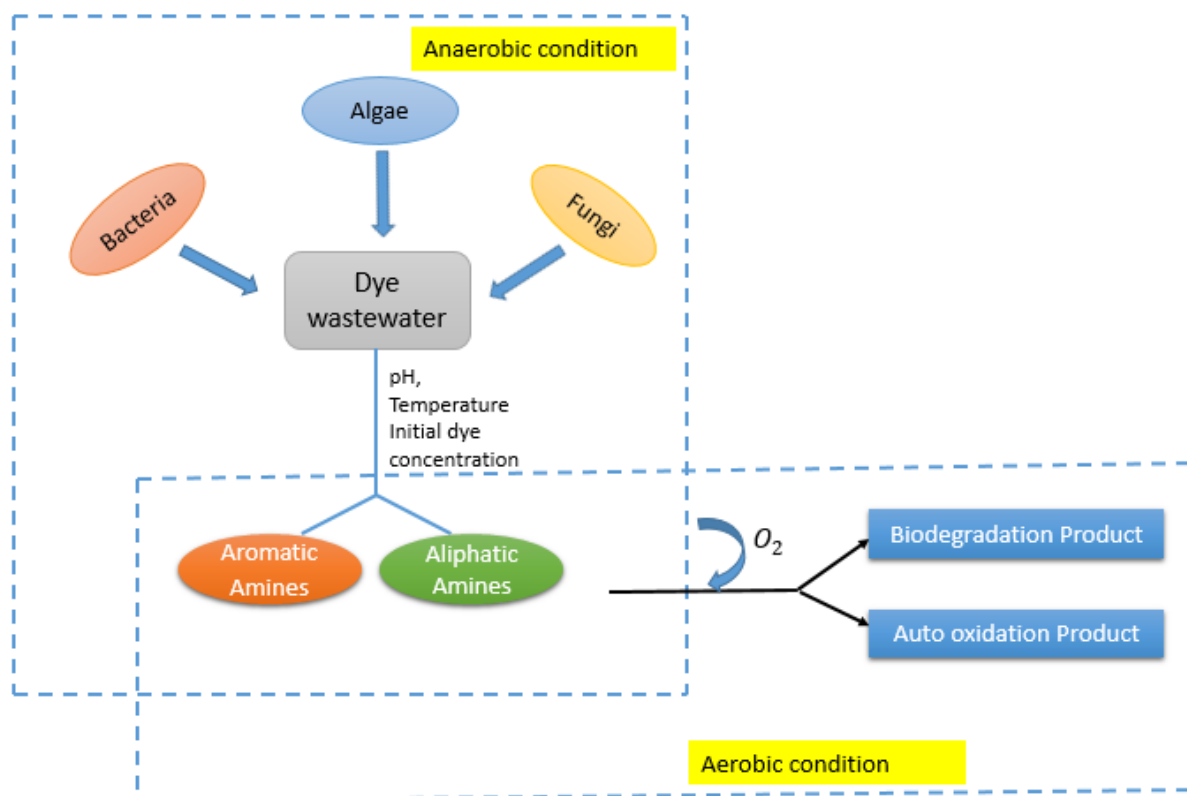 Anaerobic condition
Algae
Bacteria
Fungi
Dye
wastewater
pH,
Temperature
Initial dye
concentration
Aromatic
Amines
Aliphatic
Amines
O₂
Biodegradation Product
Auto oxidation Product
Aerobic condition